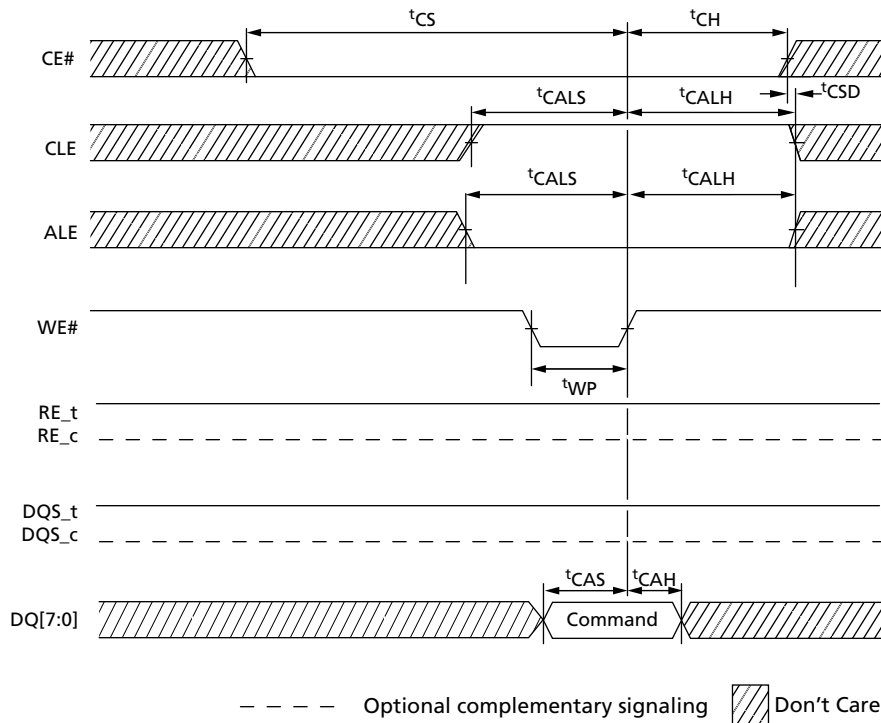 tCS
tCH
CE#
tCSD
tCALS
tCALH
CLE
tCALS
tCALH
ALE
WE#
tWP
RE_t
RE_c
DQS_t
DQS_c
tCAS
tCAH
DQ[7:0]
Command
Optional complementary signaling
Don't Care